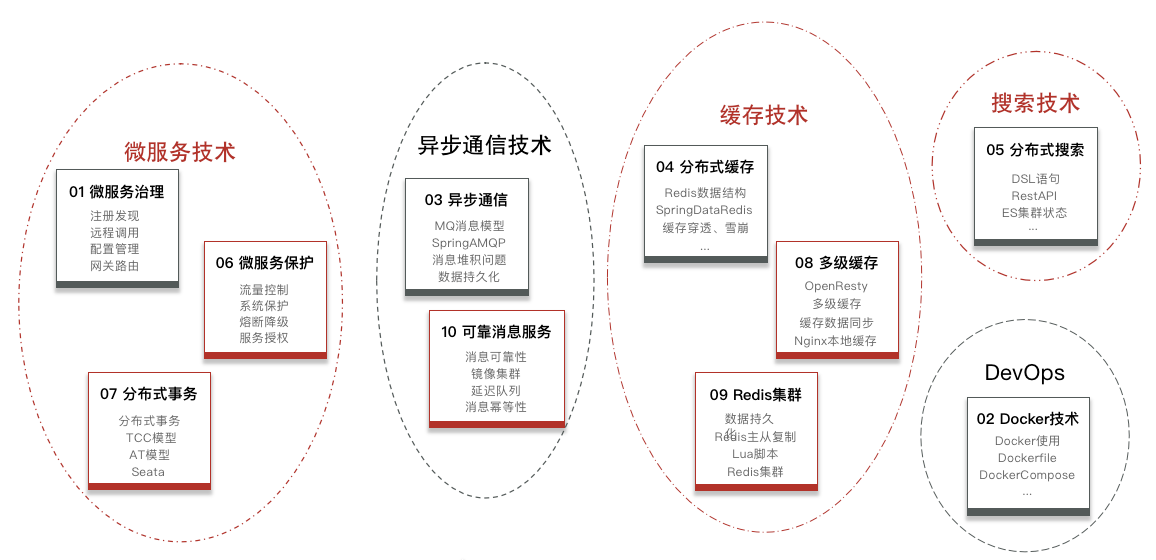 微服务技术
01 微服务治理
注册发现
远程调用
配置管理
网关路由
06 微服务保护
流量控制
系统保护
熔断降级
服务授权
07 分布式事务
分布式事务
TCC模型
AT模型
Seata
异步通信技术
03 异步通信
MQ消息模型
SpringAMQP
消息堆积问题
数据持久化
10 可靠消息服务
消息可靠性
镜像集群
延迟队列
消息幂等性
缓存技术
04 分布式缓存
Redis数据结构
SpringDataRedis
缓存穿透、雪崩
...
08 多级缓存
OpenResty
多级缓存
缓存数据同步
Nginx本地缓存
09 Redis集群
数据持久
化
Redis主从复制
Lua脚本
Redis集群
搜索技术
05 分布式搜索
DSL语句
RestAPI
ES集群状态
...
DevOps
02 Docker技术
Docker使用
Dockerfile
DockerCompose
...